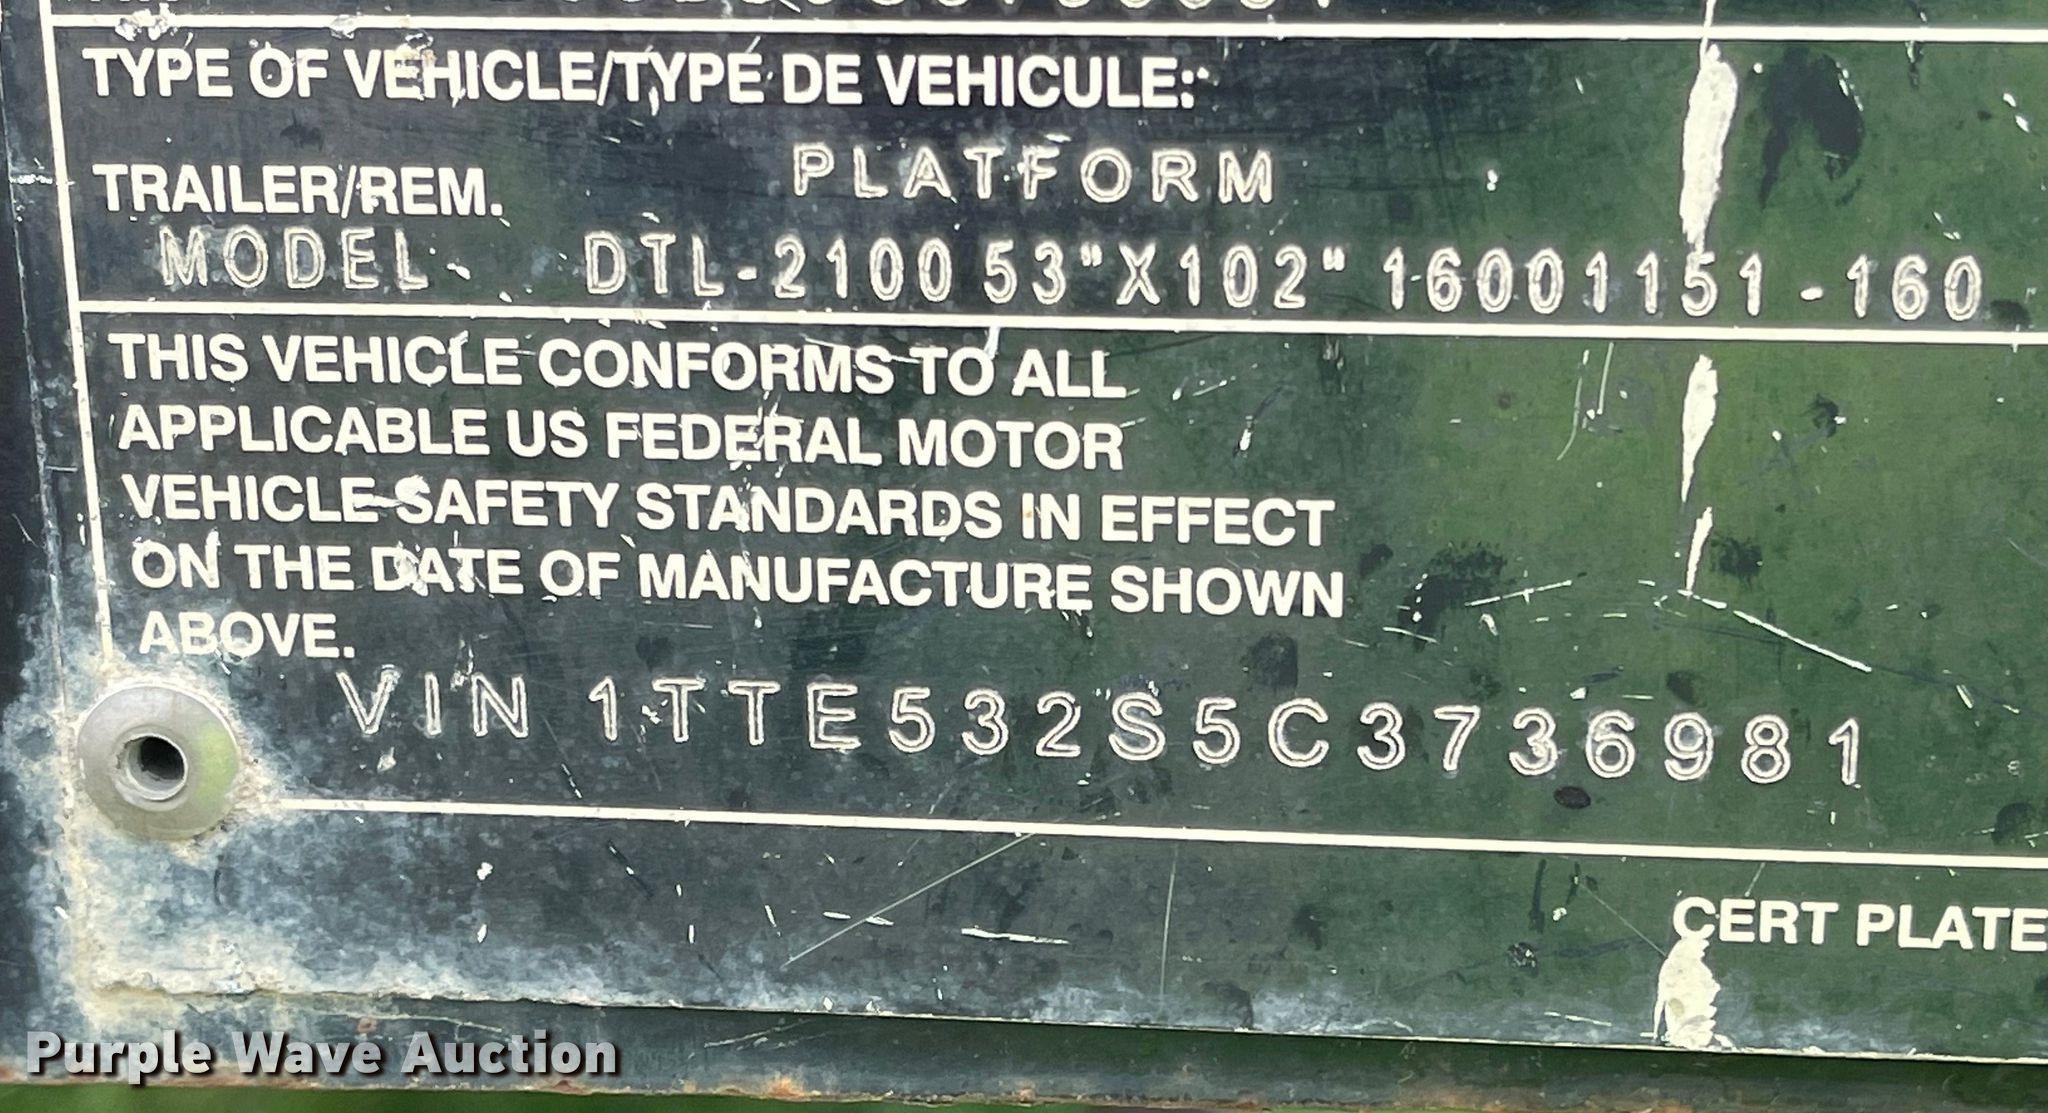 TYPE OF VEHICLE/TYPE DE VEHICULE:
PLATFORM
TRAILER/REM.
MODEL DTL-2100 53"X102" 16001151-160
THIS VEHICLE CONFORMS TO ALL
APPLICABLE US FEDERAL MOTOR
VEHICLE SAFETY STANDARDS IN EFFECT
ON THE DATE OF MANUFACTURE SHOWN
ABOVE.
VIN 1TTE532S5C3736981
CERT PLATE
Purple Wave Auction